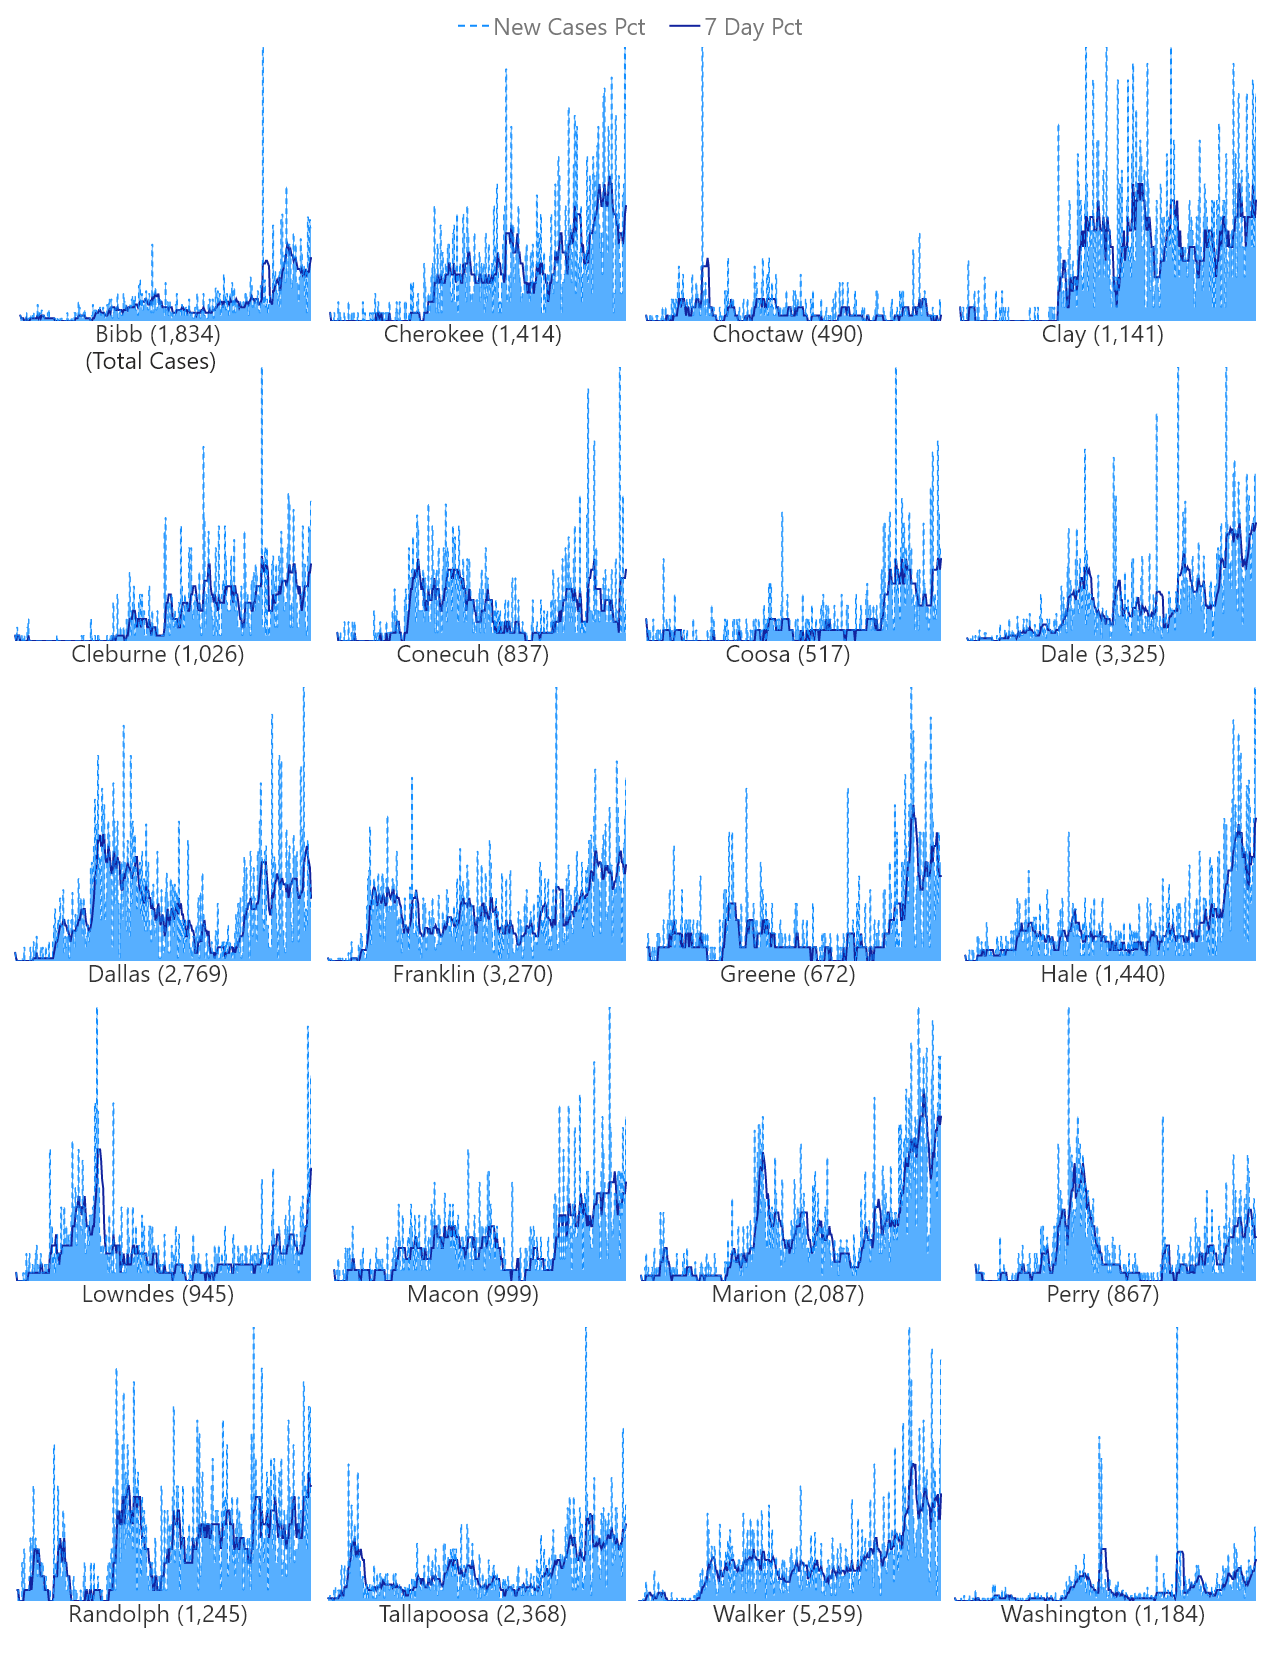 New Cases Pct 7 Day Pct
Bibb (1,834) Cherokee (1,414) Choctaw (490) Clay (1,141)
(Total Cases)
Cleburne (1,026) Conecuh (837) Coosa (517) Dale (3,325)
Dallas (2,769) Franklin (3,270) Greene (672) Hale (1,440)
Lowndes (945) Macon (999) Marion (2,087) Perry (867)
Randolph (1,245) Tallapoosa (2,368) Walker (5,259) Washington (1,184)